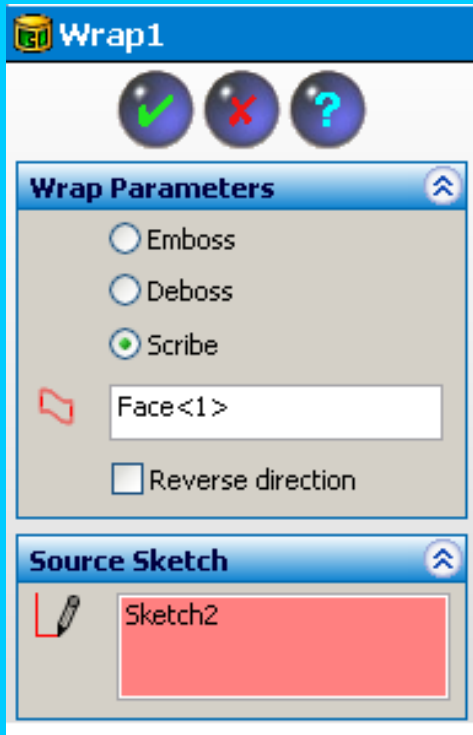 Wrap1
?
Wrap Parameters
Emboss
Deboss
Scribe
Face<1>
Reverse direction
Source Sketch
Sketch2